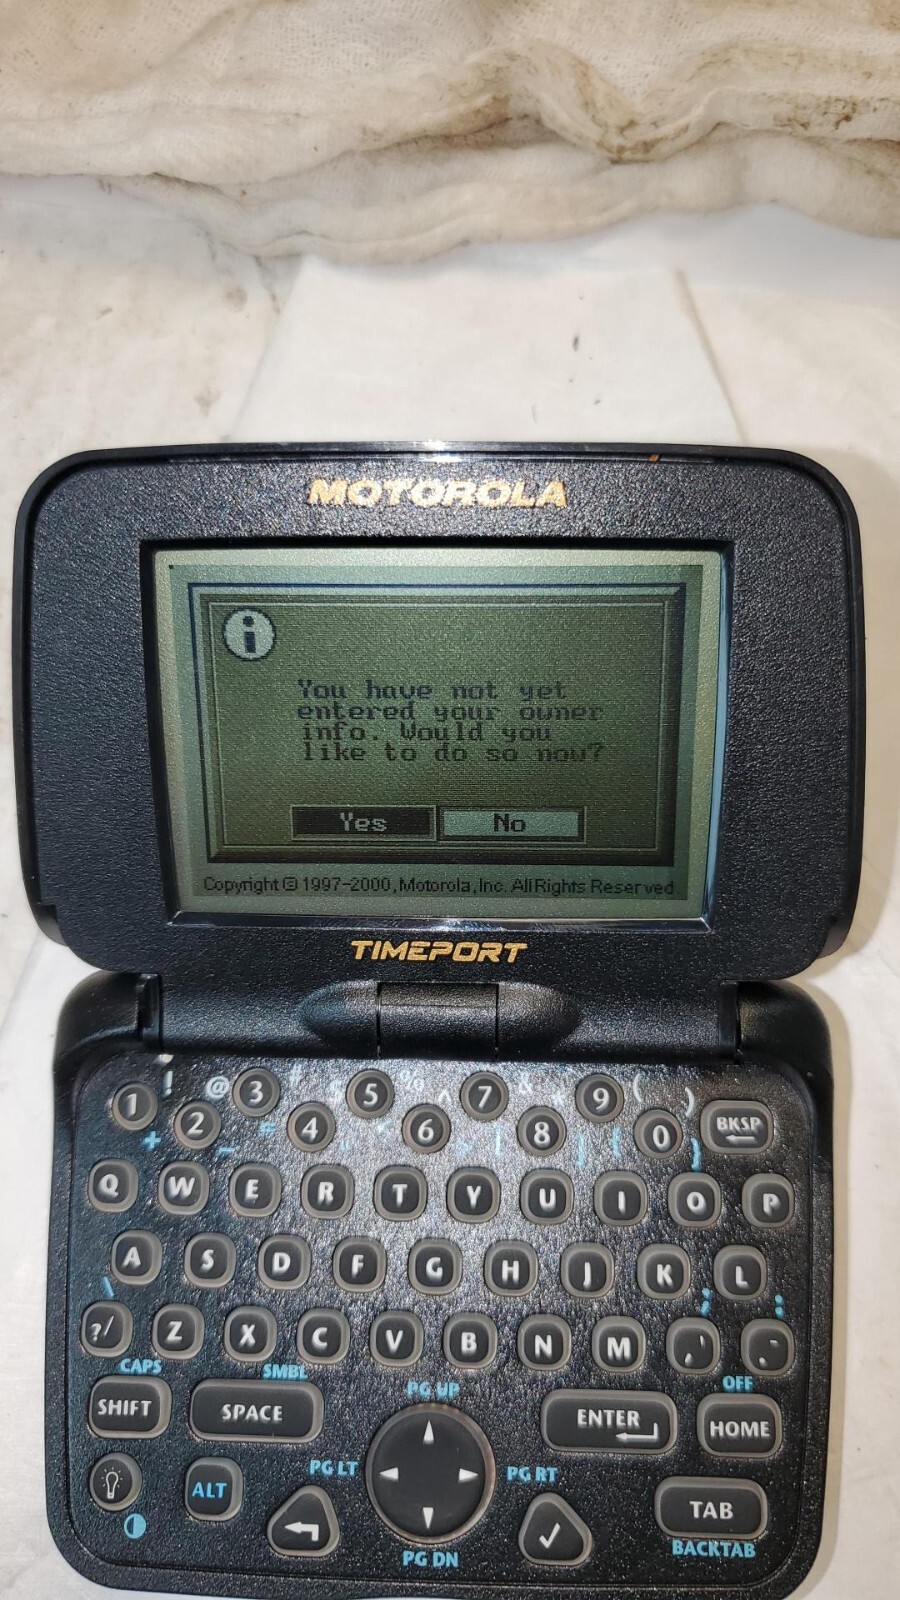 MOTOROLA
i
You have not yet
entered your owner
info. Would you
like to do so now?
Yes No
Copyright © 1997-2000, Motorola, Inc. All Rights Reserved.
TIMEPORT
1 ! @ 3 # 5 % ^ 7 & * 9 ( )
+ 2 _ = 4 6 8 0 BKSP
Q W E R T Y U I O P
A S D F G H J K L
\ ; :
?/ Z X C V B N M ,' .-
CAPS SMBL PG UP OFF
SHIFT SPACE ENTER HOME
PG LT PG RT
ALT TAB
PG DN BACKTAB